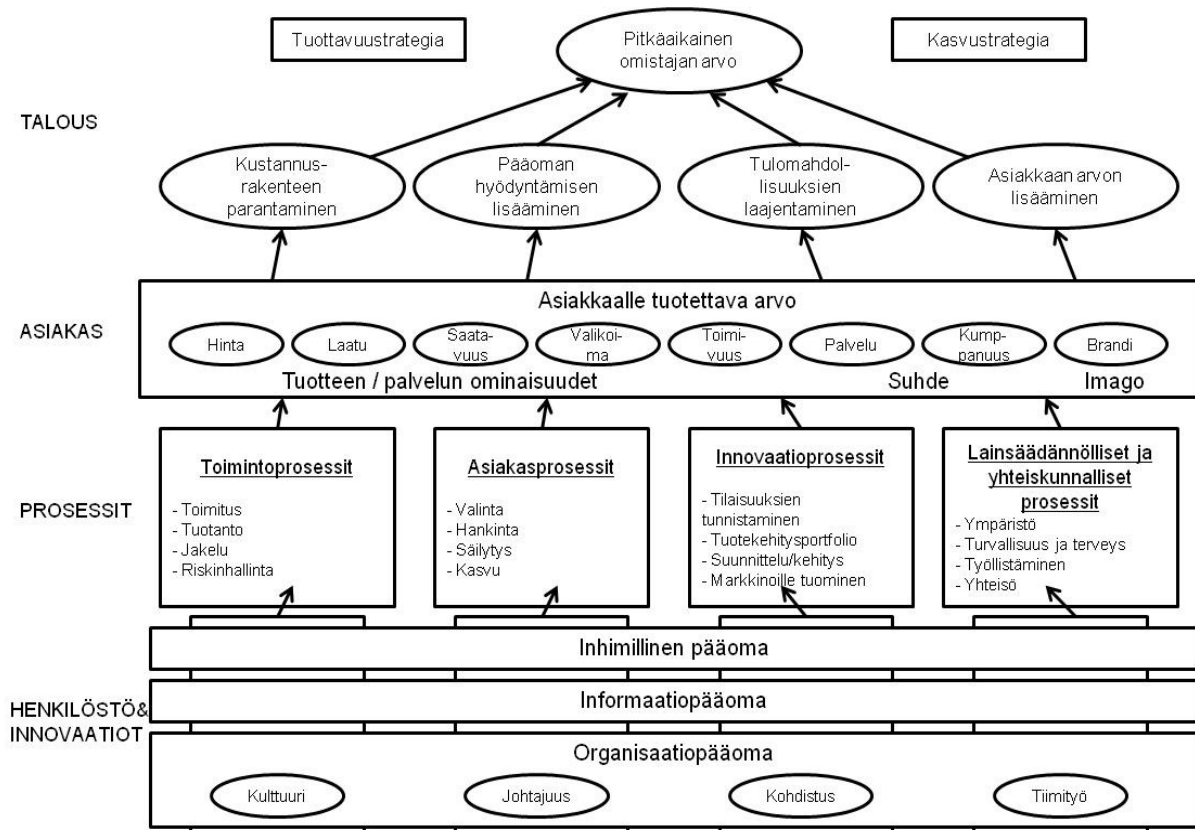 Tuottavuustrategia
Pitkäaikainen
omistajan arvo
Kasvustrategia
TALOUS
Kustannus-
rakenteen
parantaminen
Pääoman
hyödyntämisen
lisääminen
Tulomahdol-
lisuuksien
laajentaminen
Asiakkaan arvon
lisääminen
Asiakkaalle tuotettava arvo
ASIAKAS
Hinta
Laatu
Saata-
vuus
Valikoi-
ma
Toimi-
vuus
Palvelu
Kump-
panuus
Brandi
Tuotteen / palvelun ominaisuudet
Suhde
Imago
PROSESSIT
Toimintoprosessit
- Toimitus
- Tuotanto
- Jakelu
- Riskinhallinta
Asiakasprosessit
- Valinta
- Hankinta
- Säilytys
- Kasvu
Innovaatioprosessit
- Tilaisuuksien
tunnistaminen
- Tuotekehitysportfolio
- Suunnittelu/kehitys
- Markkinoille tuominen
Lainsäädännölliset ja
yhteiskunnalliset
prosessit
- Ympäristö
- Turvallisuus ja terveys
- Työllistäminen
- Yhteisö
HENKILÖSTÖ&
INNOVAATIOT
Inhimillinen pääoma
Informaatiopääoma
Organisaatiopääoma
Kulttuuri
Johtajuus
Kohdistus
Tiimityö